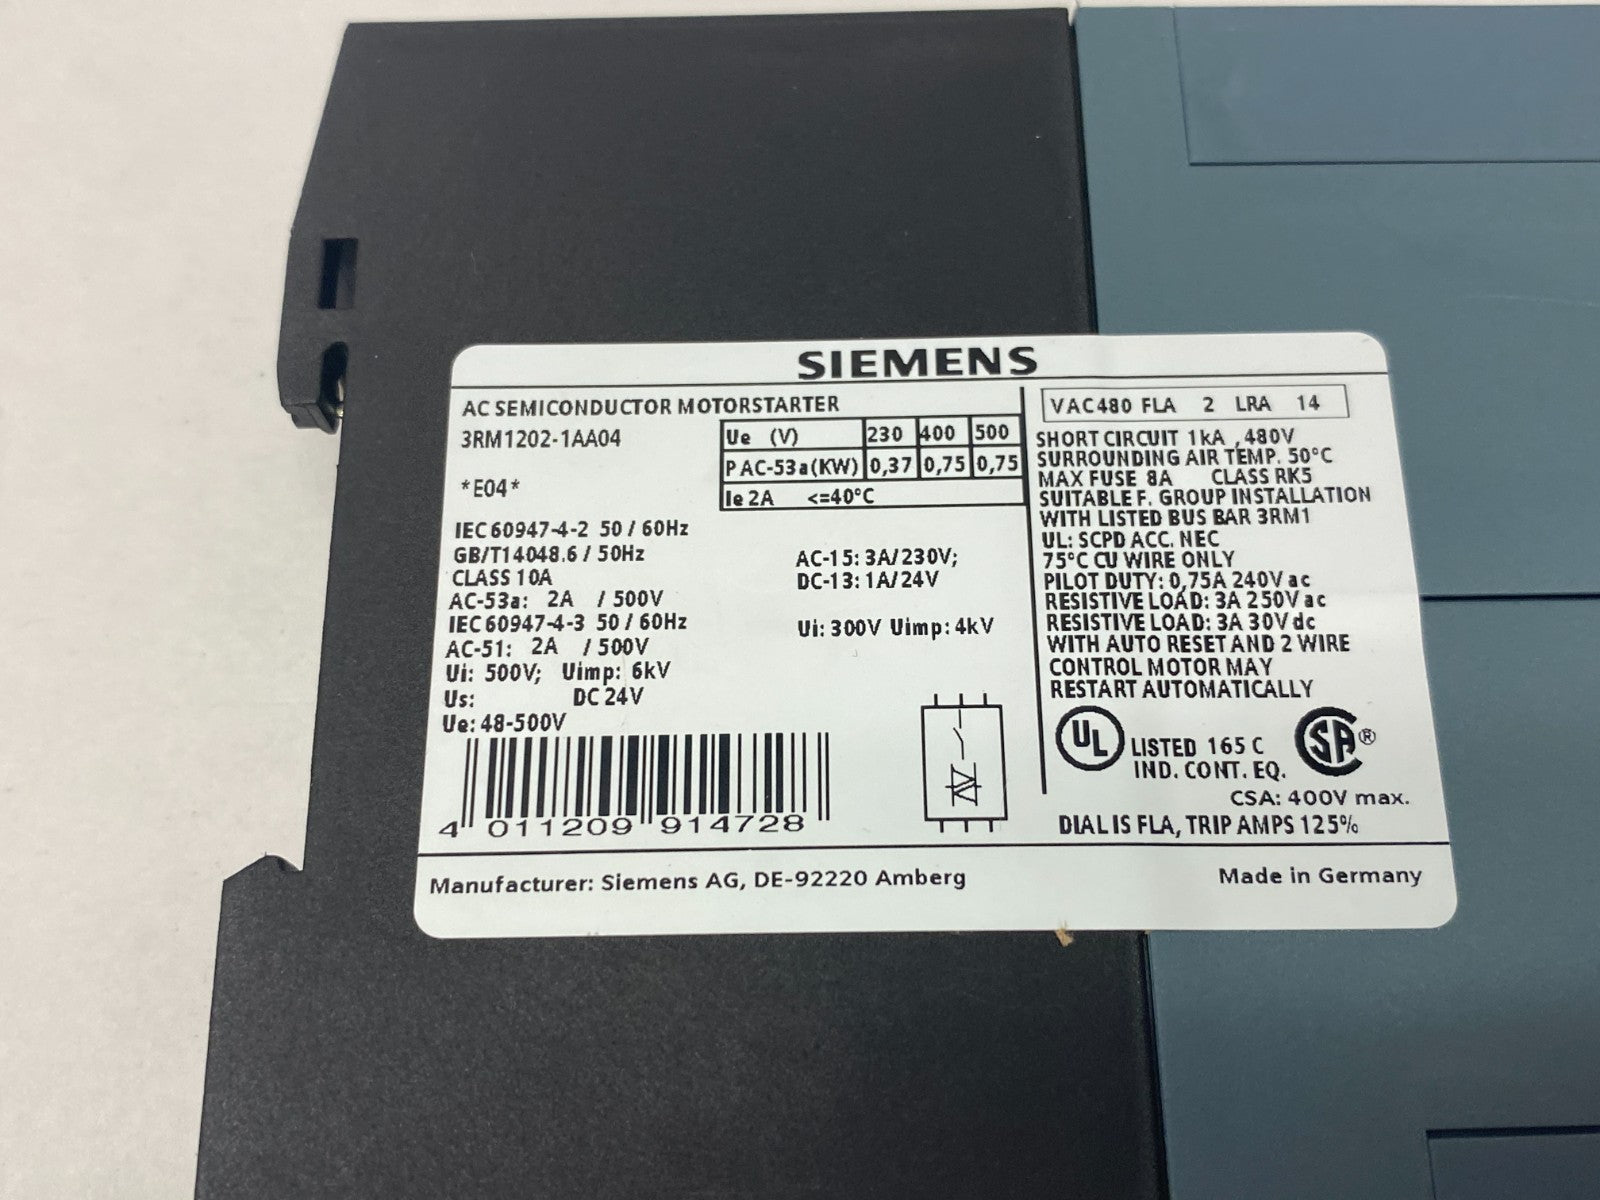 SIEMENS
AC SEMICONDUCTOR MOTORSTARTER
3RM1202-1AA04
*E04*
Ue (V) 230 400 500
P AC-53a(KW) 0,37 0,75 0,75
Ie 2A <=40°C
IEC 60947-4-2 50 / 60Hz
GB/T14048.6 / 50Hz
CLASS 10A
AC-53a: 2A / 500V
IEC 60947-4-3 50 / 60Hz
AC-51: 2A / 500V
Ui: 500V; Uimp: 6kV
Us: DC 24V
Ue: 48-500V
AC-15: 3A/230V;
DC-13: 1A/24V
Ui: 300V Uimp: 4kV
4 011209 914728
VAC480 FLA 2 LRA 14
SHORT CIRCUIT 1kA , 480V
SURROUNDING AIR TEMP. 50°C
MAX FUSE 8A CLASS RK5
SUITABLE F. GROUP INSTALLATION
WITH LISTED BUS BAR 3RM1
UL: SCPD ACC. NEC
75°C CU WIRE ONLY
PILOT DUTY: 0,75A 240V ac
RESISTIVE LOAD: 3A 250V ac
RESISTIVE LOAD: 3A 30V dc
WITH AUTO RESET AND 2 WIRE
CONTROL MOTOR MAY
RESTART AUTOMATICALLY
UL LISTED 165 C
IND. CONT. EQ.
SA ®
CSA: 400V max.
DIAL IS FLA, TRIP AMPS 125%
Manufacturer: Siemens AG, DE-92220 Amberg
Made in Germany